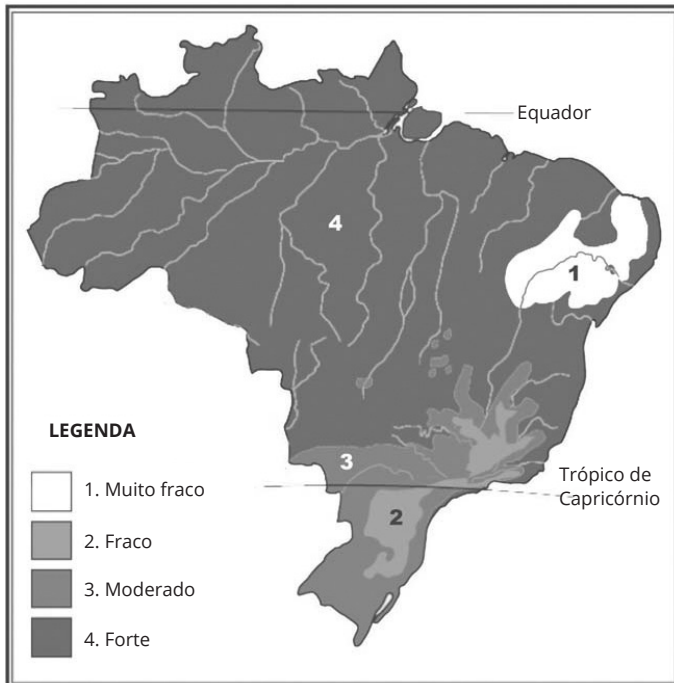 Equador
4
1
LEGENDA
3
1. Muito fraco
Trópico de
Capricórnio
2
2. Fraco
3. Moderado
4. Forte